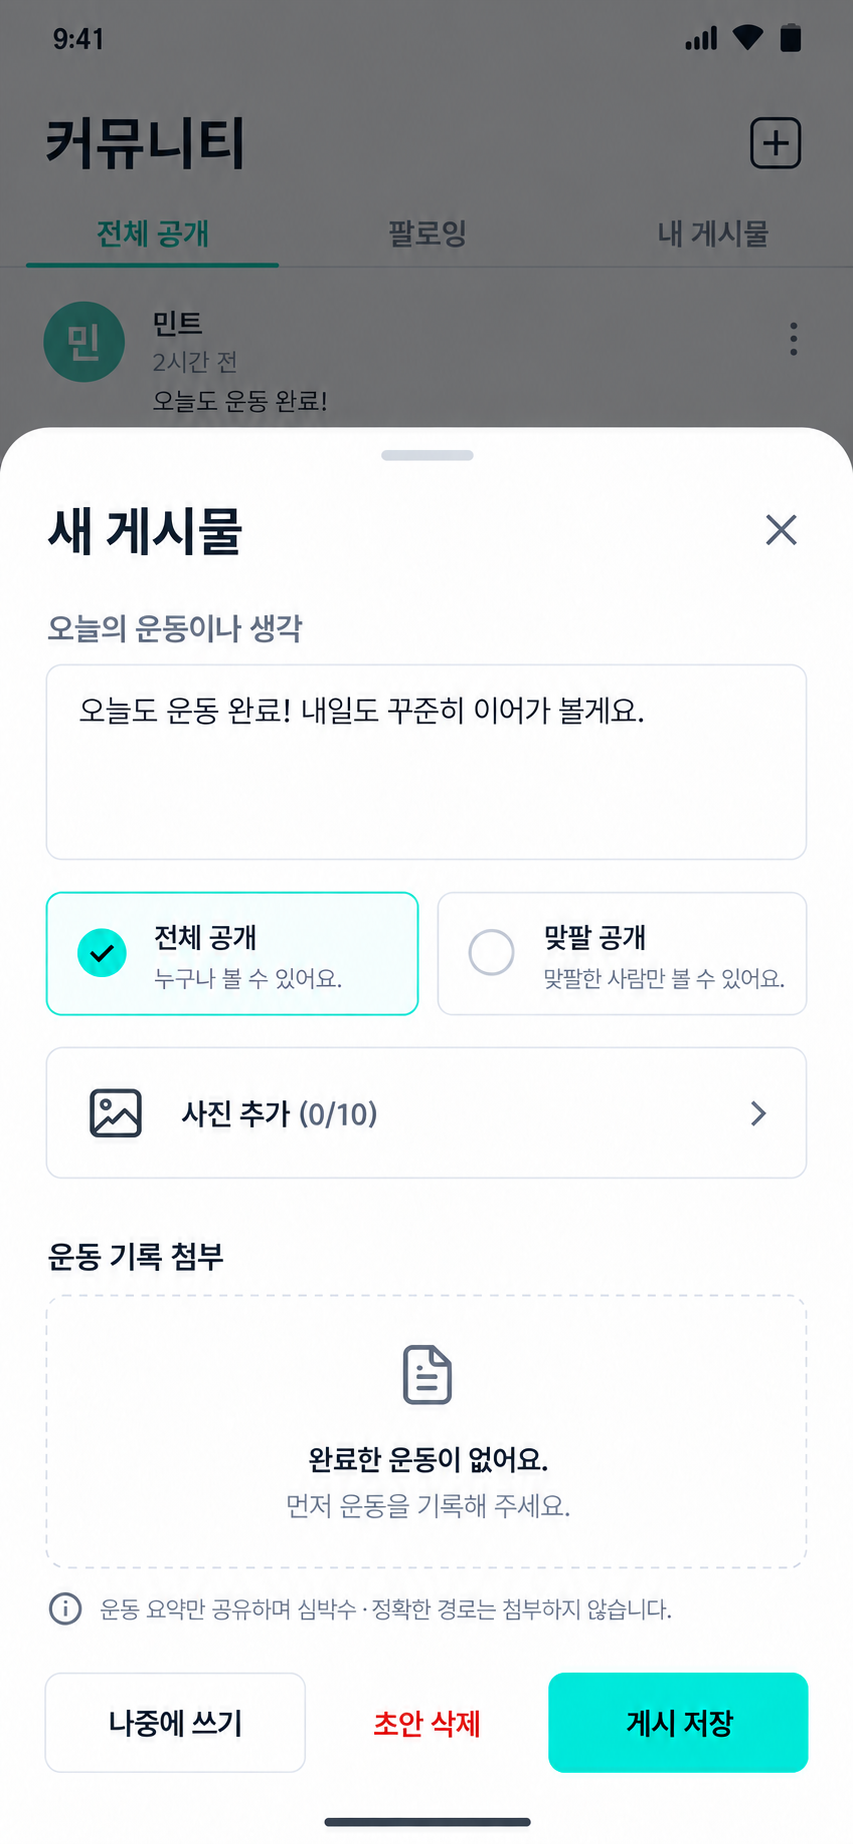 9:41
커뮤니티
전체 공개
팔로잉
내 게시물
민
민트
2시간 전
오늘도 운동 완료!
새 게시물
오늘의 운동이나 생각
오늘도 운동 완료! 내일도 꾸준히 이어가 볼게요.
전체 공개
누구나 볼 수 있어요.
맞팔 공개
맞팔한 사람만 볼 수 있어요.
사진 추가 (0/10)
운동 기록 첨부
완료한 운동이 없어요.
먼저 운동을 기록해 주세요.
운동 요약만 공유하며 심박수 · 정확한 경로는 첨부하지 않습니다.
나중에 쓰기
초안 삭제
게시 저장